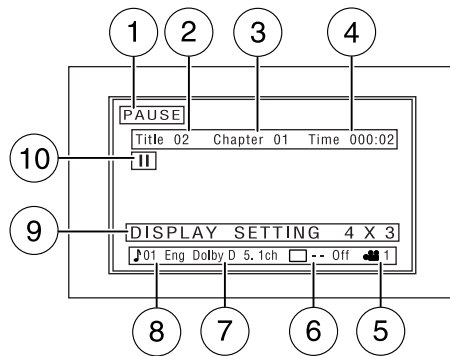 1 2 3 4
PAUSE
Title 02 Chapter 01 Time 000:02
10
9
DISPLAY SETTING 4 X 3
♪01 Eng Dolby D 5. 1ch -- Off 1
8 7 6 5